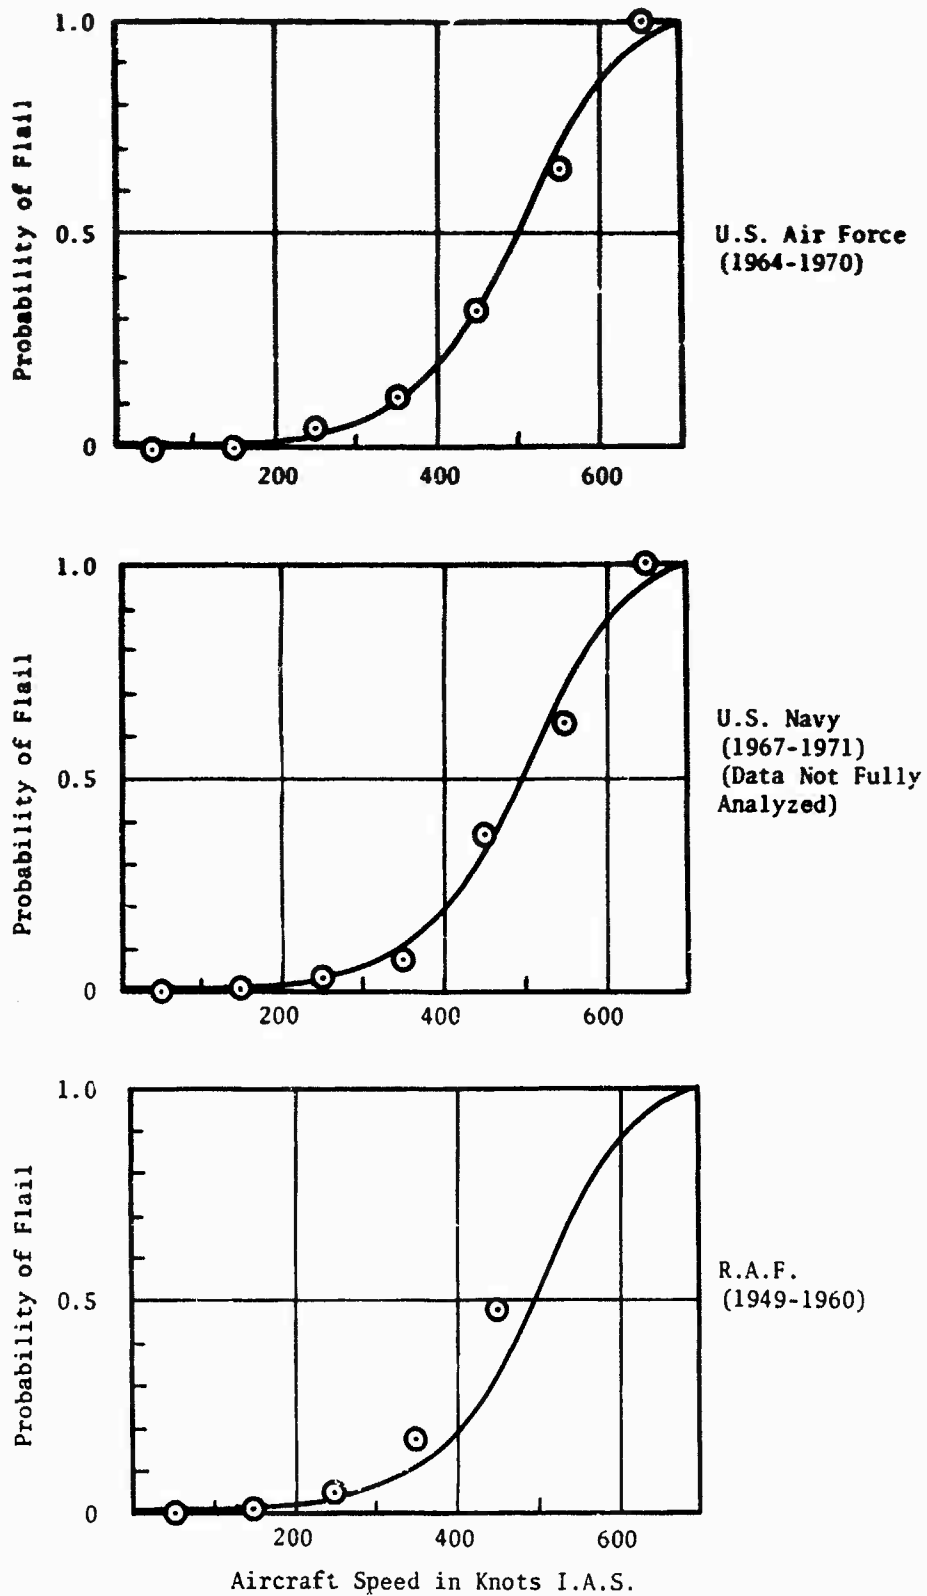 Probability of Flail
1.0
0.5
0
200
400
600
U.S. Air Force
(1964-1970)
Probability of Flail
1.0
0.5
0
200
400
600
U.S. Navy
(1967-1971)
(Data Not Fully
Analyzed)
Probability of Flail
1.0
0.5
0
200
400
600
R.A.F.
(1949-1960)
Aircraft Speed in Knots I.A.S.